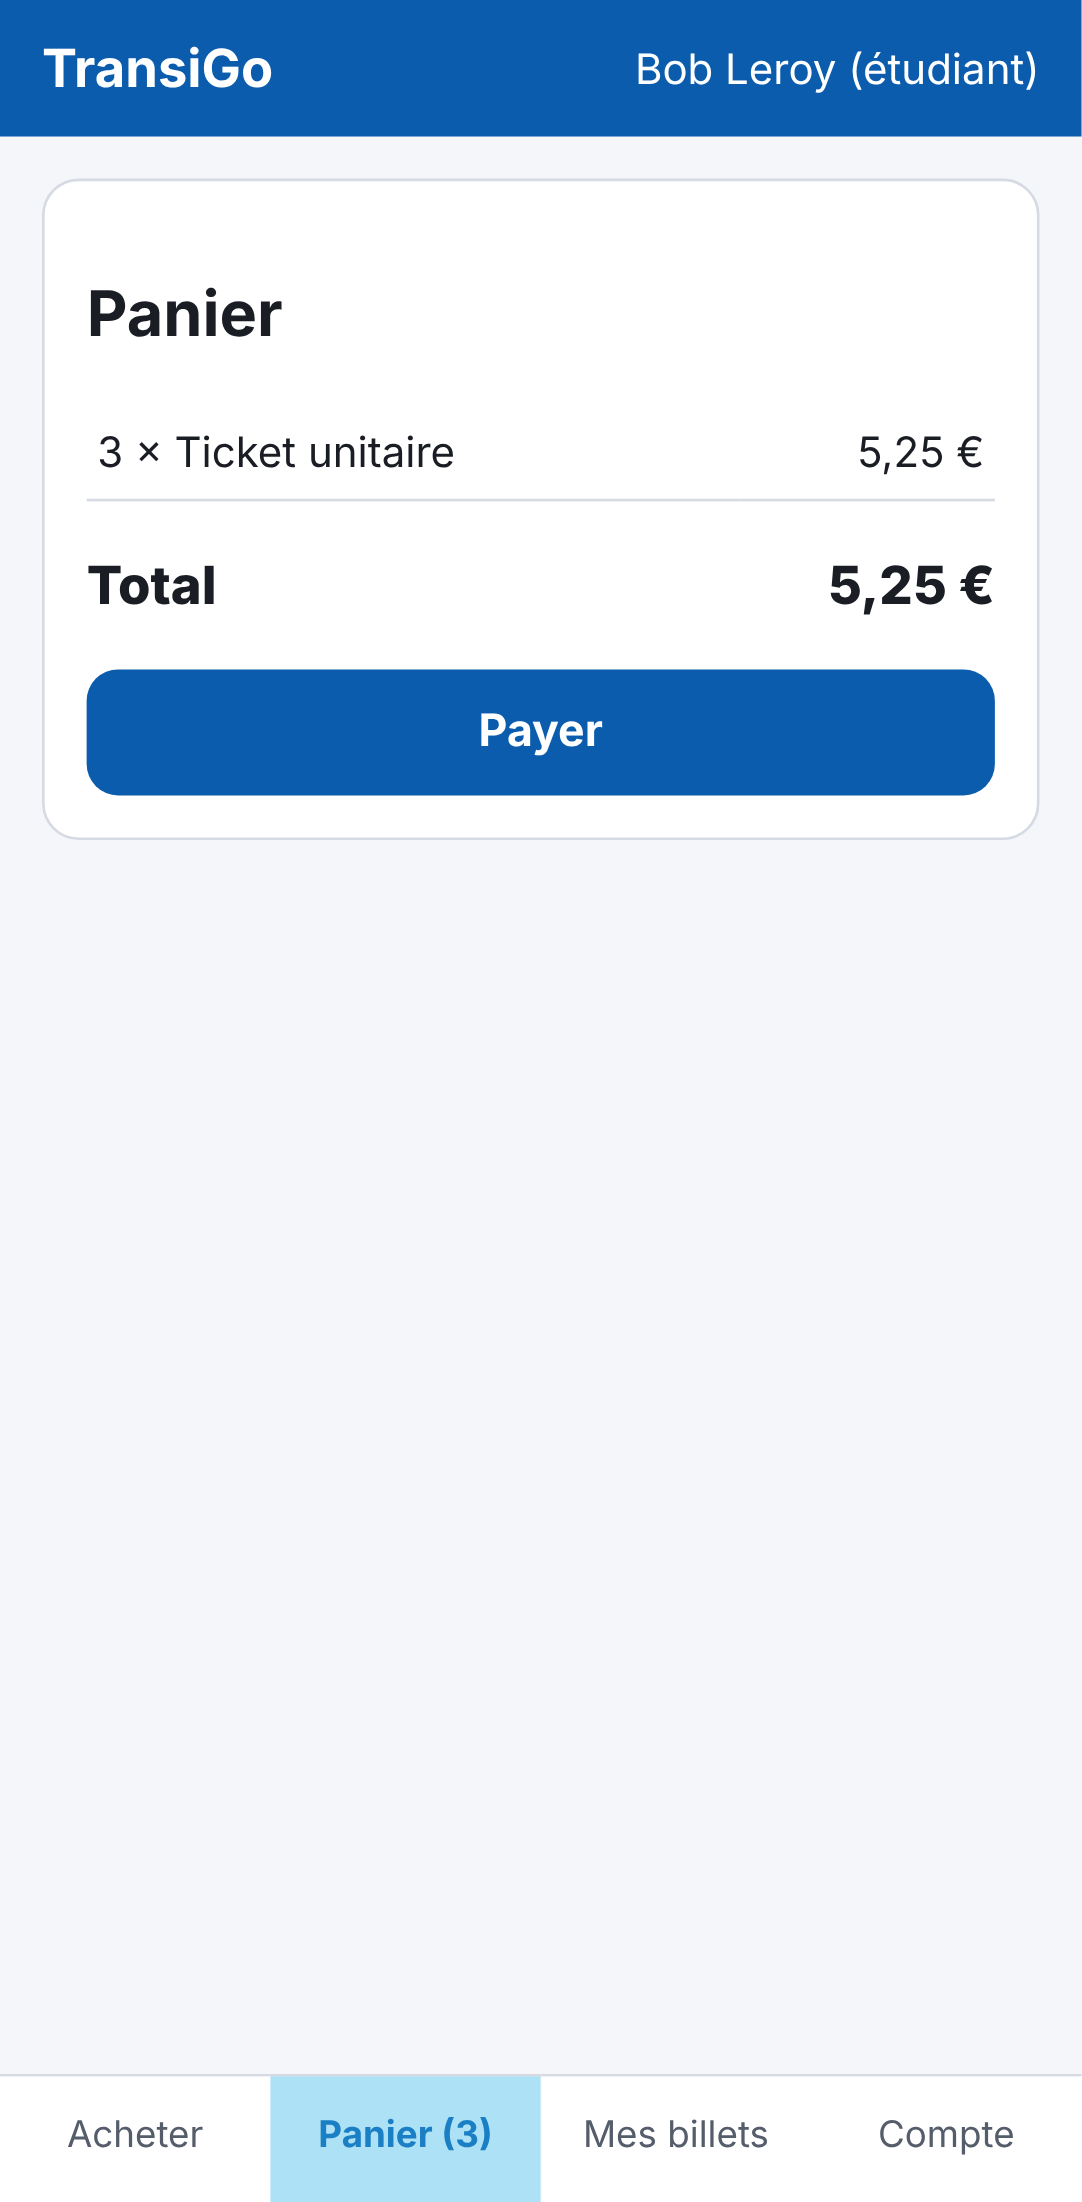 TransiGo
Bob Leroy (étudiant)
Panier
3 × Ticket unitaire 5,25 €
Total 5,25 €
Payer
Acheter Panier (3) Mes billets Compte